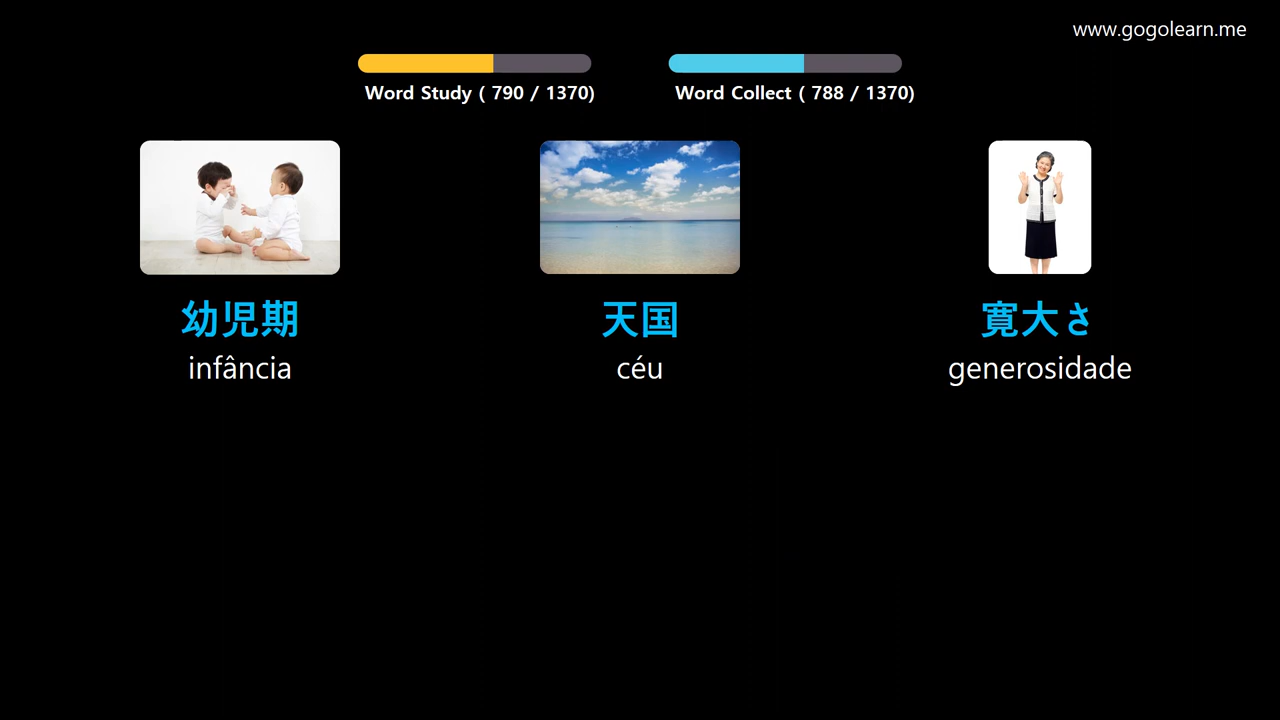 www.gogolearn.me
Word Study ( 790 / 1370)
Word Collect ( 788 / 1370)
幼児期
天国
寛大さ
infância
céu
generosidade